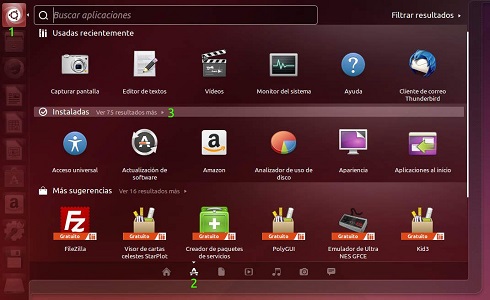 Buscar aplicaciones
Filtrar resultados
1
Usadas recientemente
Capturar pantalla
Editor de textos
Vídeos
Monitor del sistema
Ayuda
Cliente de correo
Thunderbird
Instaladas Ver 75 resultados más 3
Acceso universal
Actualización de
software
Amazon
Analizador de uso de
disco
Apariencia
Aplicaciones al inicio
Más sugerencias Ver 16 resultados más
Gratuito
Gratuito
Gratuito
Gratuito
Gratuito
Gratuito
FileZilla
Visor de cartas
celestes StarPlot
Creador de paquetes
de servicios
PolyGUI
Emulador de Ultra
NES GFCE
Kid3
2